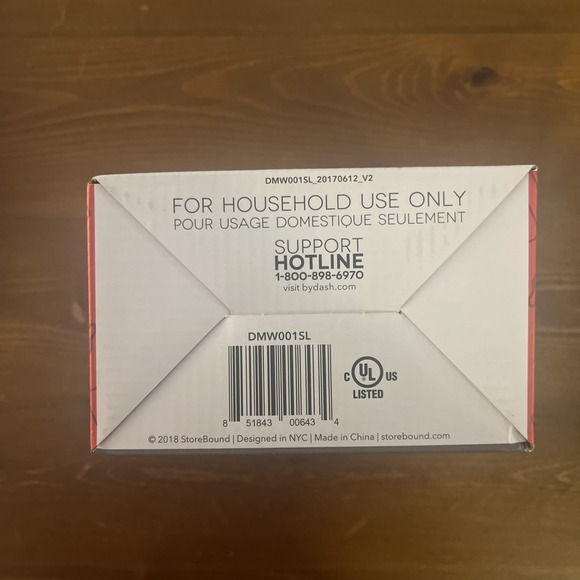 DMW001SL_20170612_V2
FOR HOUSEHOLD USE ONLY
POUR USAGE DOMESTIQUE SEULEMENT
SUPPORT
HOTLINE
1-800-898-6970
visit bydash.com
DMW001SL
C UL US
LISTED
8 51843 00643 4
© 2018 StoreBound | Designed in NYC | Made in China | storebound.com